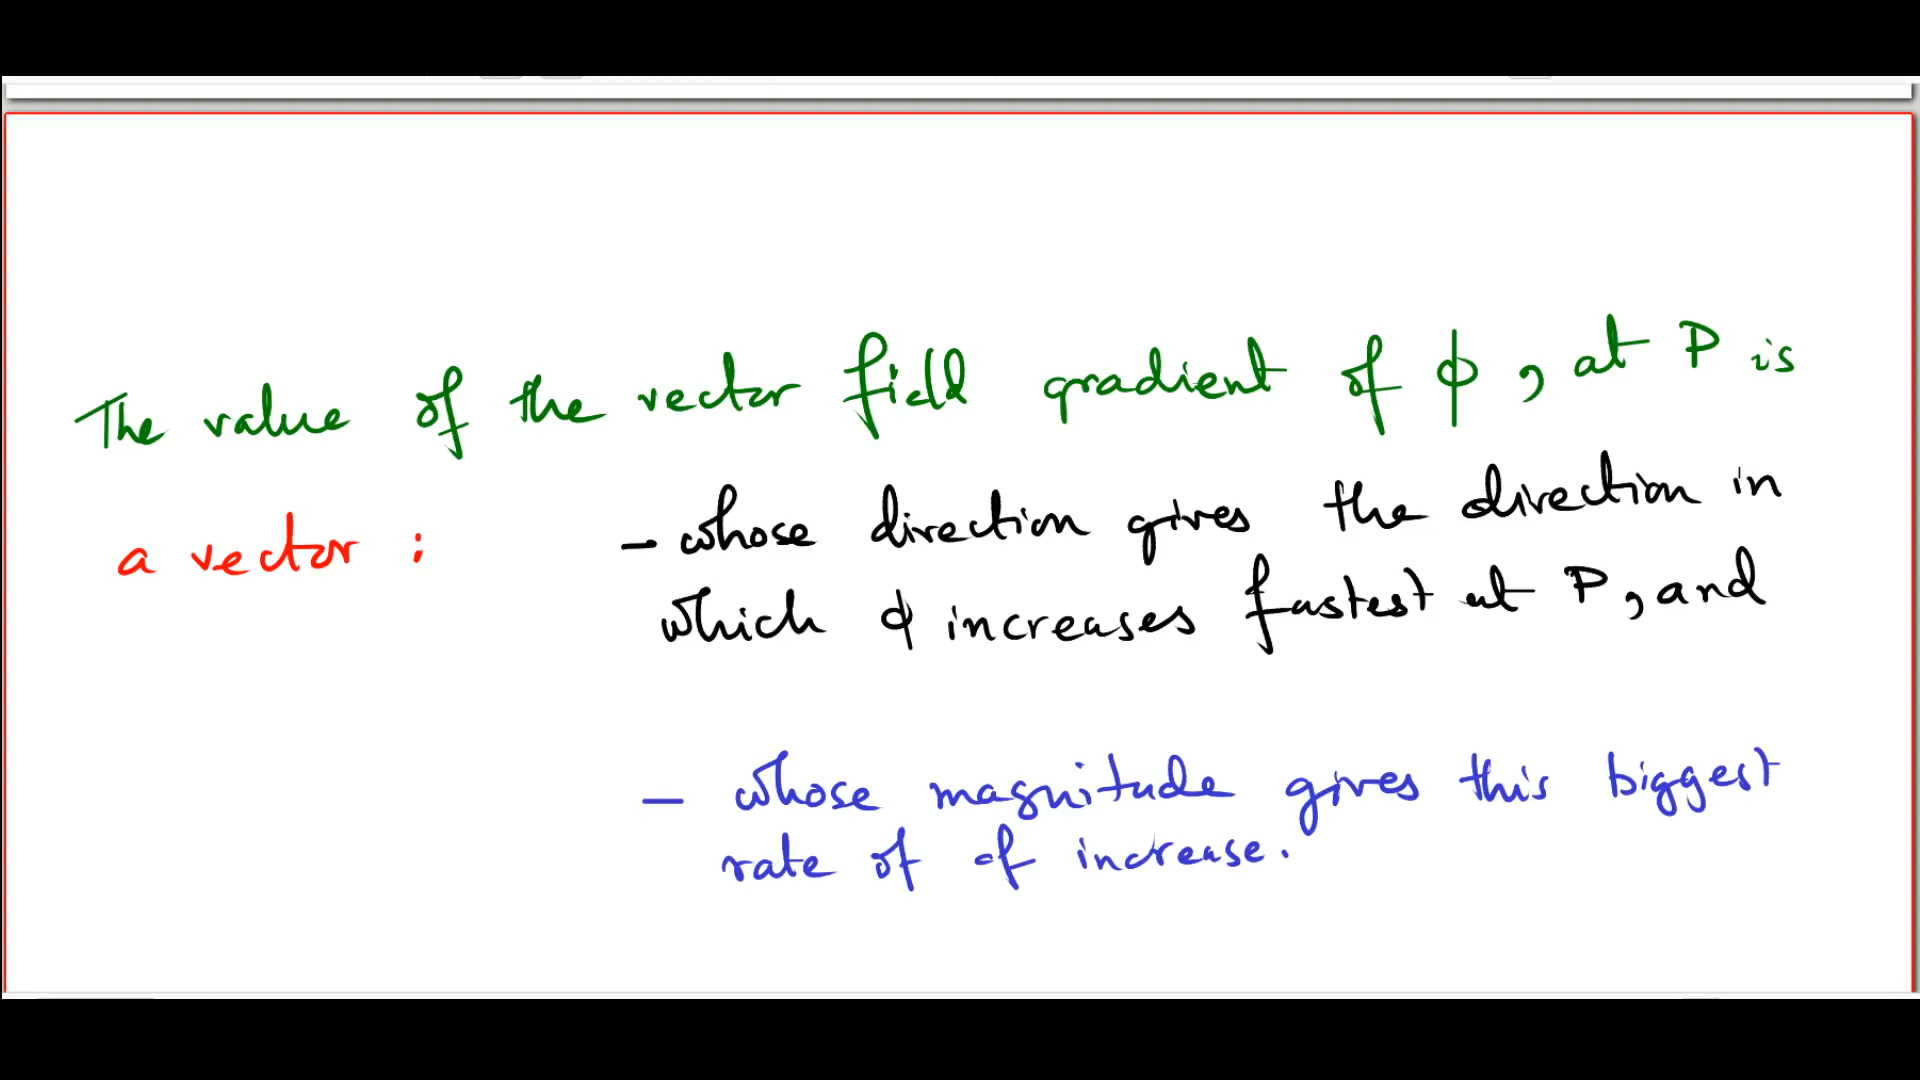 The value of the vector field gradient of ϕ, at P is
a vector : – whose direction gives the direction in
which ϕ increases fastest at P, and
– whose magnitude gives this biggest
rate of of increase.